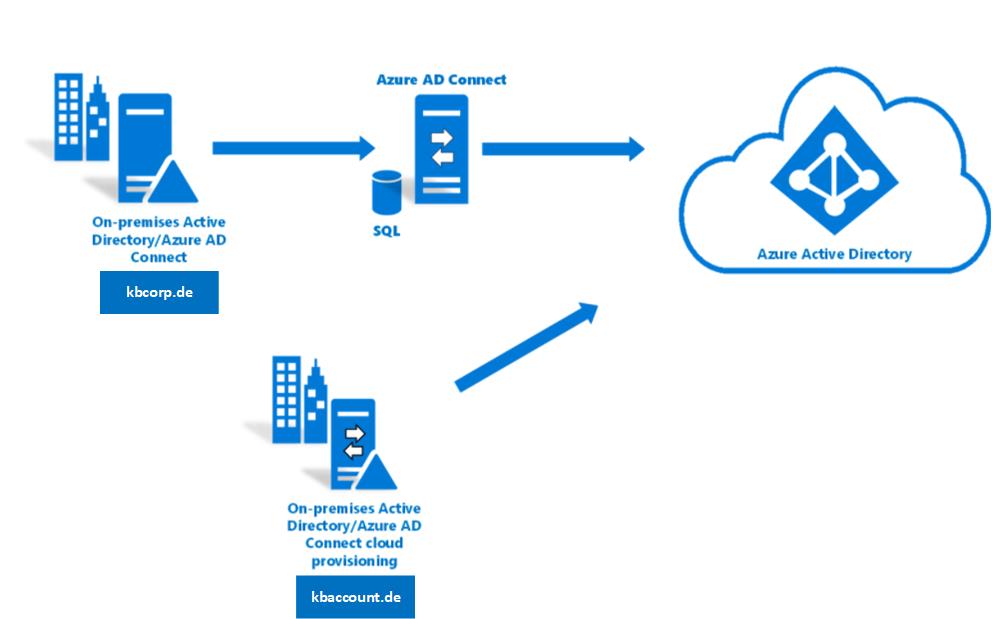 Azure AD Connect
On-premises Active
Directory/Azure AD
Connect
kbcorp.de
SQL
Azure Active Directory
On-premises Active
Directory/Azure AD
Connect cloud
provisioning
kbaccount.de